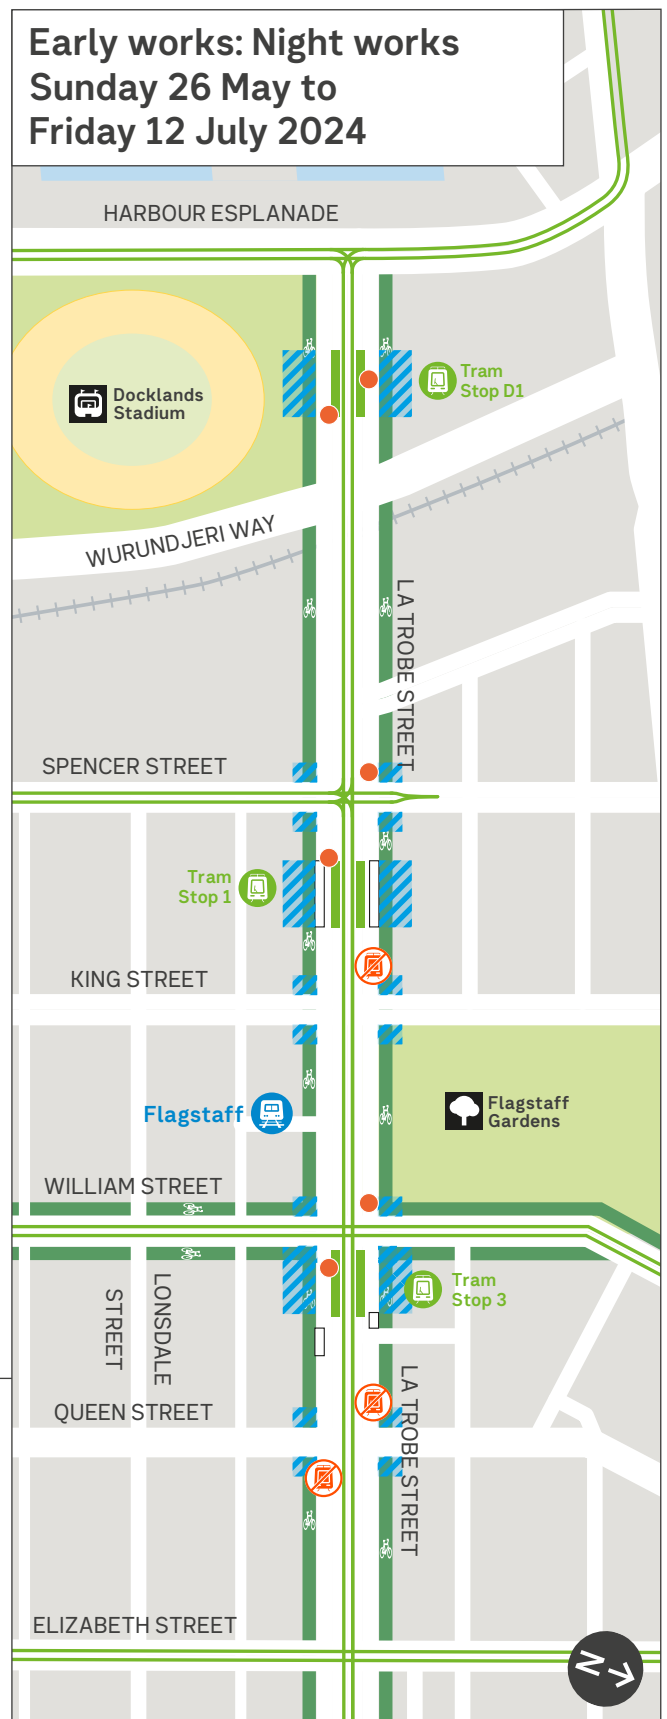 Early works: Night works
Sunday 26 May to
Friday 12 July 2024
HARBOUR ESPLANADE
Tram
Stop D1
Docklands
Stadium
WURUNDJERI WAY
LA TROBE STREET
SPENCER STREET
Tram
Stop 1
KING STREET
Flagstaff
Flagstaff
Gardens
WILLIAM STREET
Tram
Stop 3
LONSDALE
STREET
LA TROBE STREET
QUEEN STREET
ELIZABETH STREET
N